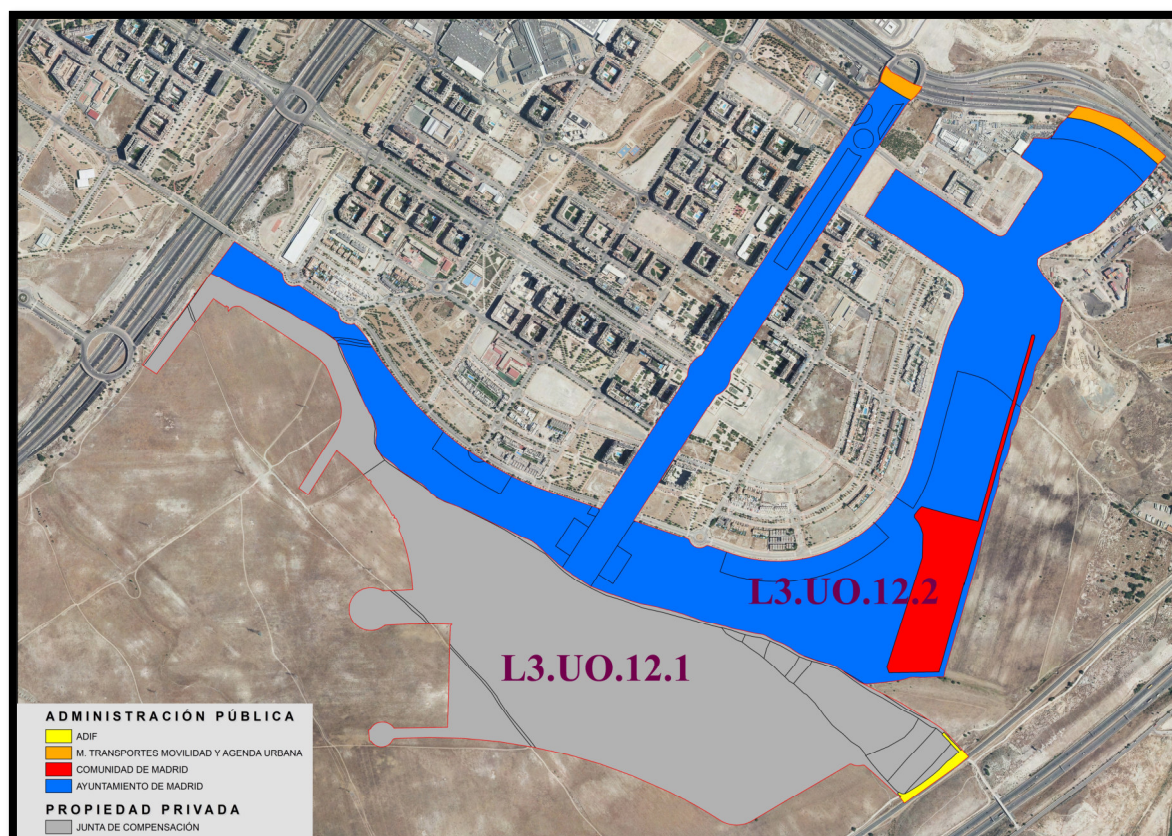 L3.UO.12.2
L3.UO.12.1
ADMINISTRACIÓN PÚBLICA
ADIF
M. TRANSPORTES MOVILIDAD Y AGENDA URBANA
COMUNIDAD DE MADRID
AYUNTAMIENTO DE MADRID
PROPIEDAD PRIVADA
JUNTA DE COMPENSACIÓN